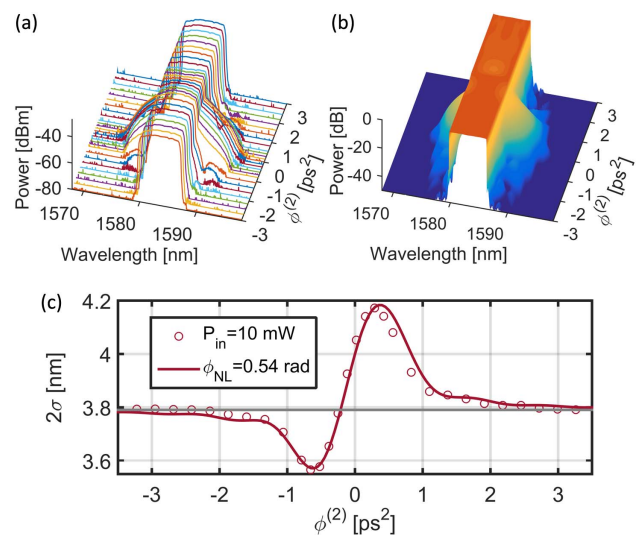 (a)
(b)
Power [dBm]
-40
-60
-80
1570
1580
1590
Wavelength [nm]
3
2
1
0
-1
-2
-3
ϕ(2) [ps2]
Power [dB]
0
-20
-40
1570
1580
1590
Wavelength [nm]
3
2
1
0
-1
-2
-3
ϕ(2) [ps2]
(c)
4.2
4
3.8
3.6
2σ [nm]
Pin=10 mW
ϕNL=0.54 rad
-3 -2 -1 0 1 2 3
ϕ(2) [ps2]